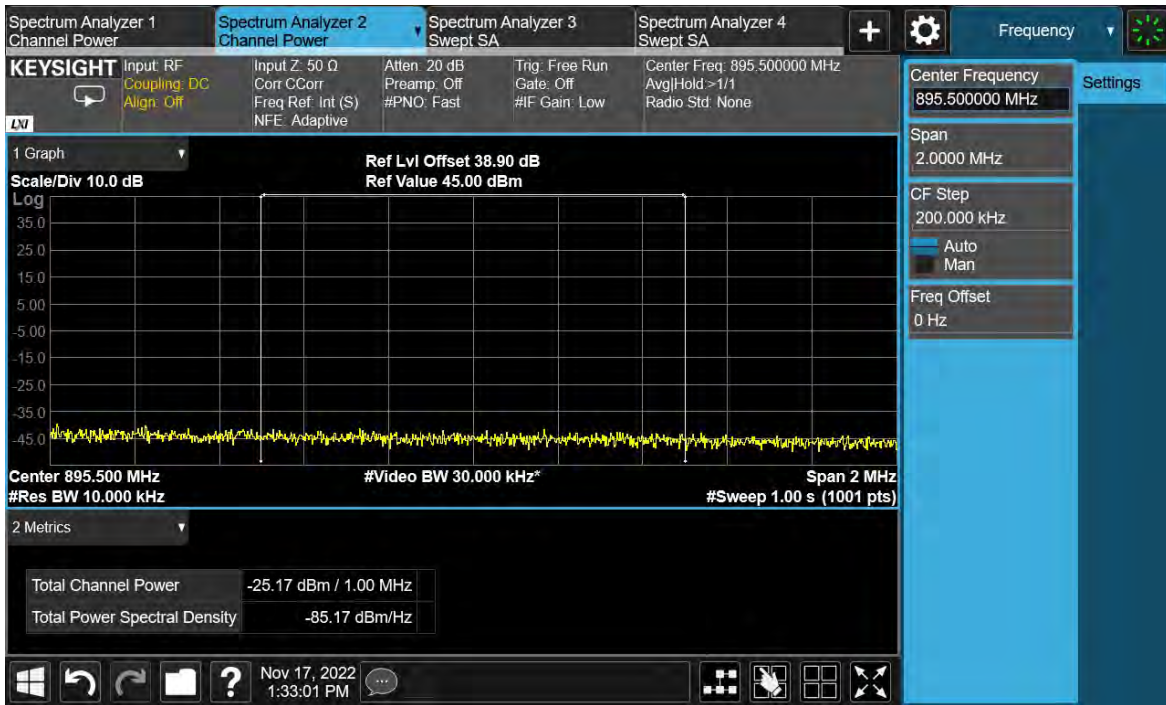 Spectrum Analyzer 1
Channel Power
Spectrum Analyzer 2
Channel Power
Spectrum Analyzer 3
Swept SA
Spectrum Analyzer 4
Swept SA
+
Frequency
KEYSIGHT
LXI
Input: RF
Coupling: DC
Align: Off
Input Z: 50 Ω
Corr CCorr
Freq Ref: Int (S)
NFE: Adaptive
Atten: 20 dB
Preamp: Off
#PNO: Fast
Trig: Free Run
Gate: Off
#IF Gain: Low
Center Freq: 895.500000 MHz
Avg|Hold:>1/1
Radio Std: None
Center Frequency
895.500000 MHz
Settings
Span
2.0000 MHz
CF Step
200.000 kHz
Auto
Man
Freq Offset
0 Hz
1 Graph
Scale/Div 10.0 dB
Ref Lvl Offset 38.90 dB
Ref Value 45.00 dBm
Log
35.0
25.0
15.0
5.00
-5.00
-15.0
-25.0
-35.0
-45.0
Center 895.500 MHz
#Video BW 30.000 kHz*
Span 2 MHz
#Res BW 10.000 kHz
#Sweep 1.00 s (1001 pts)
2 Metrics
Total Channel Power -25.17 dBm / 1.00 MHz
Total Power Spectral Density -85.17 dBm/Hz
?
Nov 17, 2022
1:33:01 PM